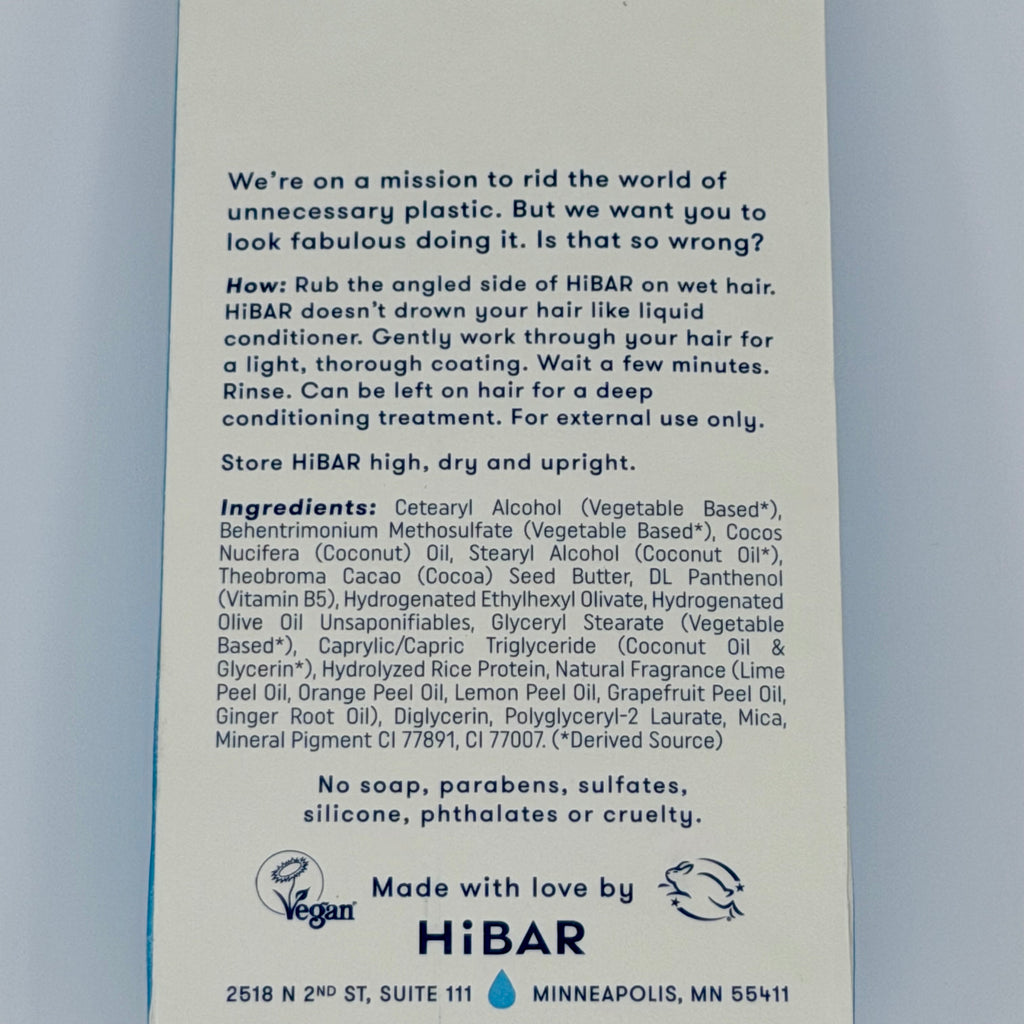 We're on a mission to rid the world of
unnecessary plastic. But we want you to
look fabulous doing it. Is that so wrong?
How: Rub the angled side of HiBAR on wet hair.
HiBAR doesn't drown your hair like liquid
conditioner. Gently work through your hair for
a light, thorough coating. Wait a few minutes.
Rinse. Can be left on hair for a deep
conditioning treatment. For external use only.
Store HiBAR high, dry and upright.
Ingredients: Cetearyl Alcohol (Vegetable Based*),
Behentrimonium Methosulfate (Vegetable Based*), Cocos
Nucifera (Coconut) Oil, Stearyl Alcohol (Coconut Oil*),
Theobroma Cacao (Cocoa) Seed Butter, DL Panthenol
(Vitamin B5), Hydrogenated Ethylhexyl Olivate, Hydrogenated
Olive Oil Unsaponifiables, Glyceryl Stearate (Vegetable
Based*), Caprylic/Capric Triglyceride (Coconut Oil &
Glycerin*), Hydrolyzed Rice Protein, Natural Fragrance (Lime
Peel Oil, Orange Peel Oil, Lemon Peel Oil, Grapefruit Peel Oil,
Ginger Root Oil), Diglycerin, Polyglyceryl-2 Laurate, Mica,
Mineral Pigment CI 77891, CI 77007. (*Derived Source)
No soap, parabens, sulfates,
silicone, phthalates or cruelty.
Vegan
Made with love by
HiBAR
2518 N 2ND ST, SUITE 111 MINNEAPOLIS, MN 55411